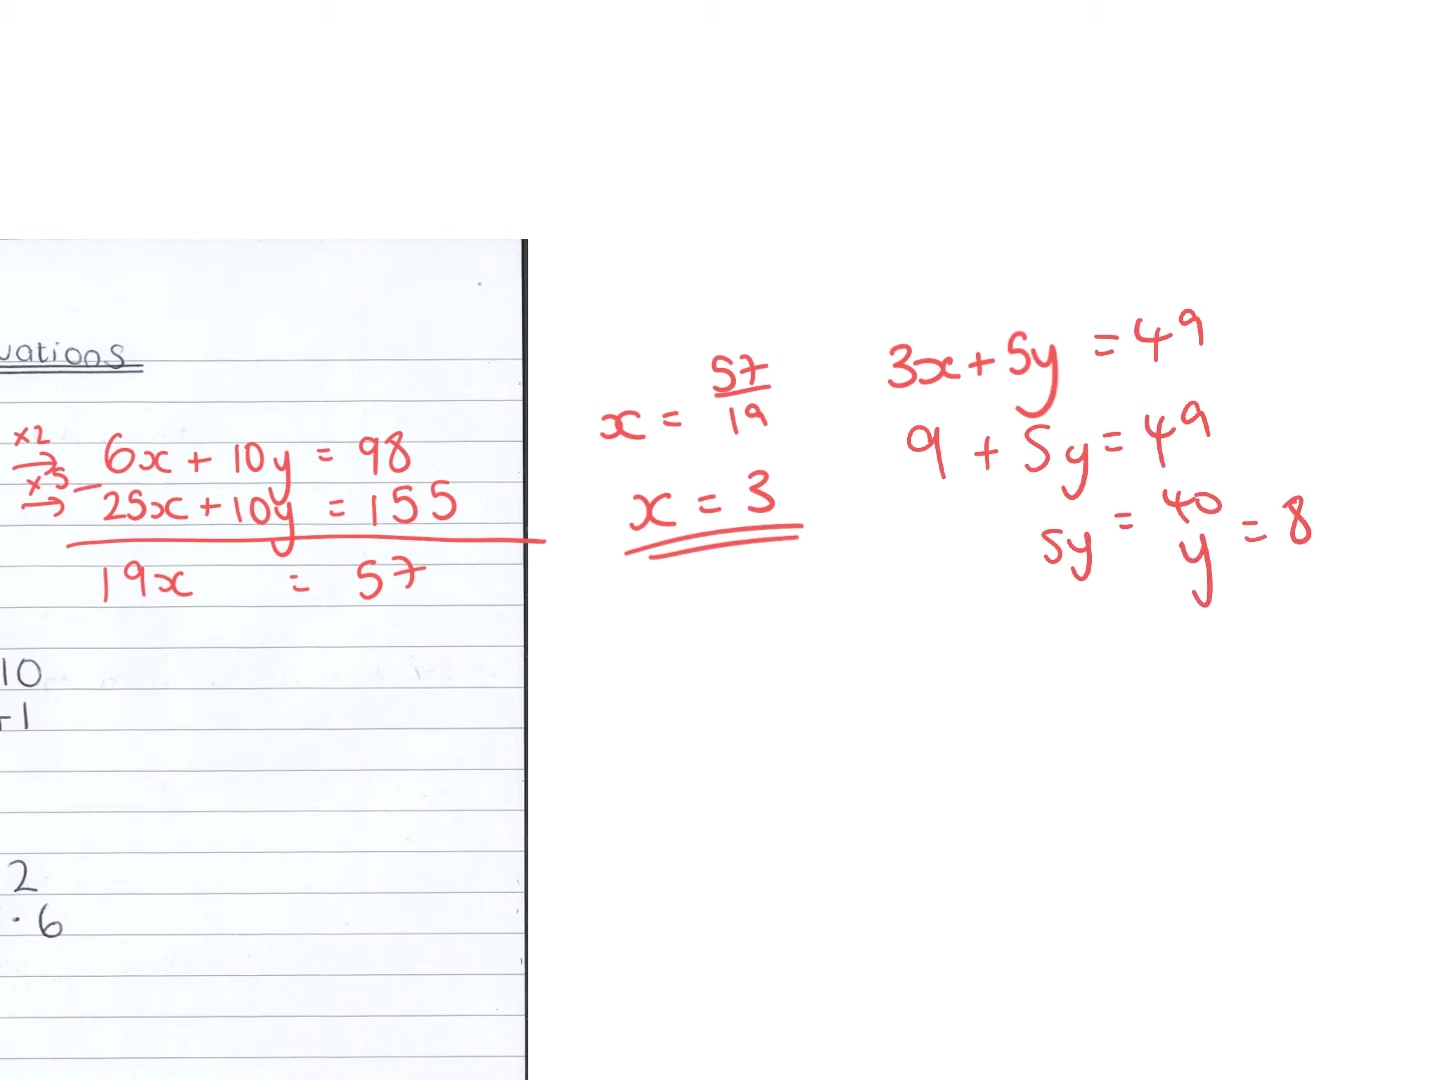 uations
×2 → 6x + 10y = 98
×5 → − 25x + 10y = 155
19x = 57
10
+1
2
. 6
x = 57/19
x = 3
3x + 5y = 49
9 + 5y = 49
5y = 40
y = 8